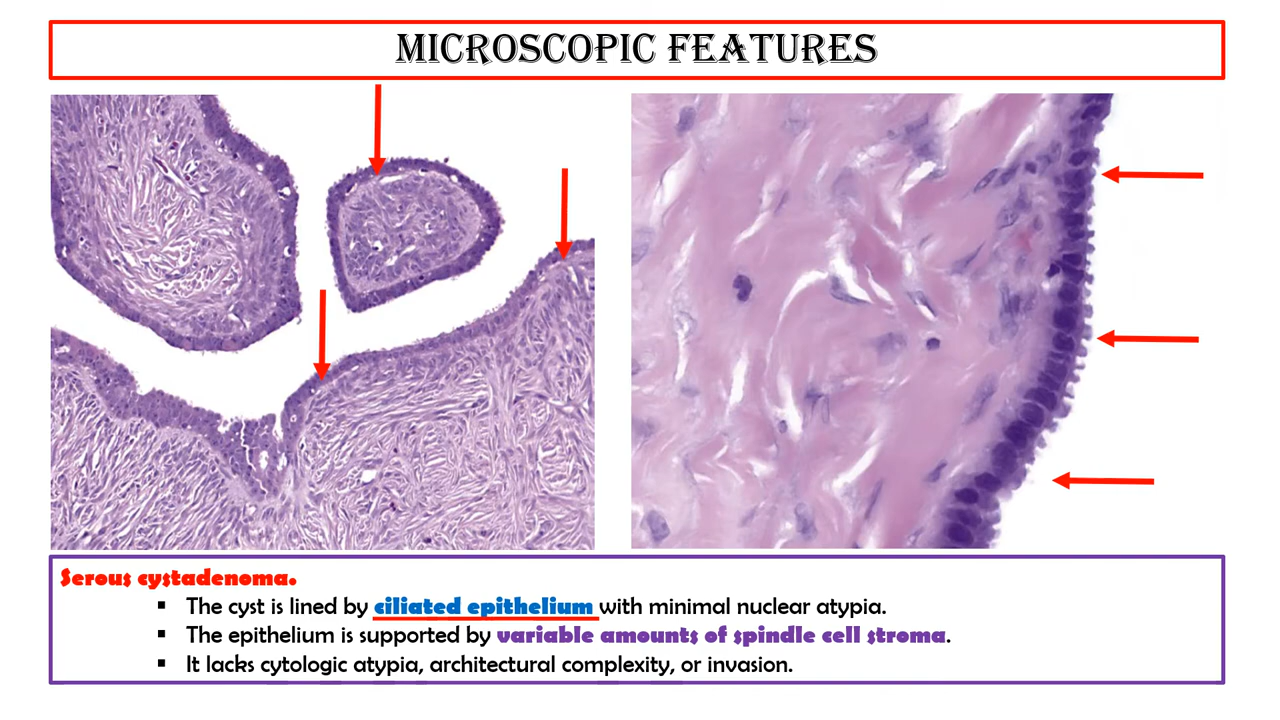 MICROSCOPIC FEATURES
Serous cystadenoma.
▪ The cyst is lined by ciliated epithelium with minimal nuclear atypia.
▪ The epithelium is supported by variable amounts of spindle cell stroma.
▪ It lacks cytologic atypia, architectural complexity, or invasion.